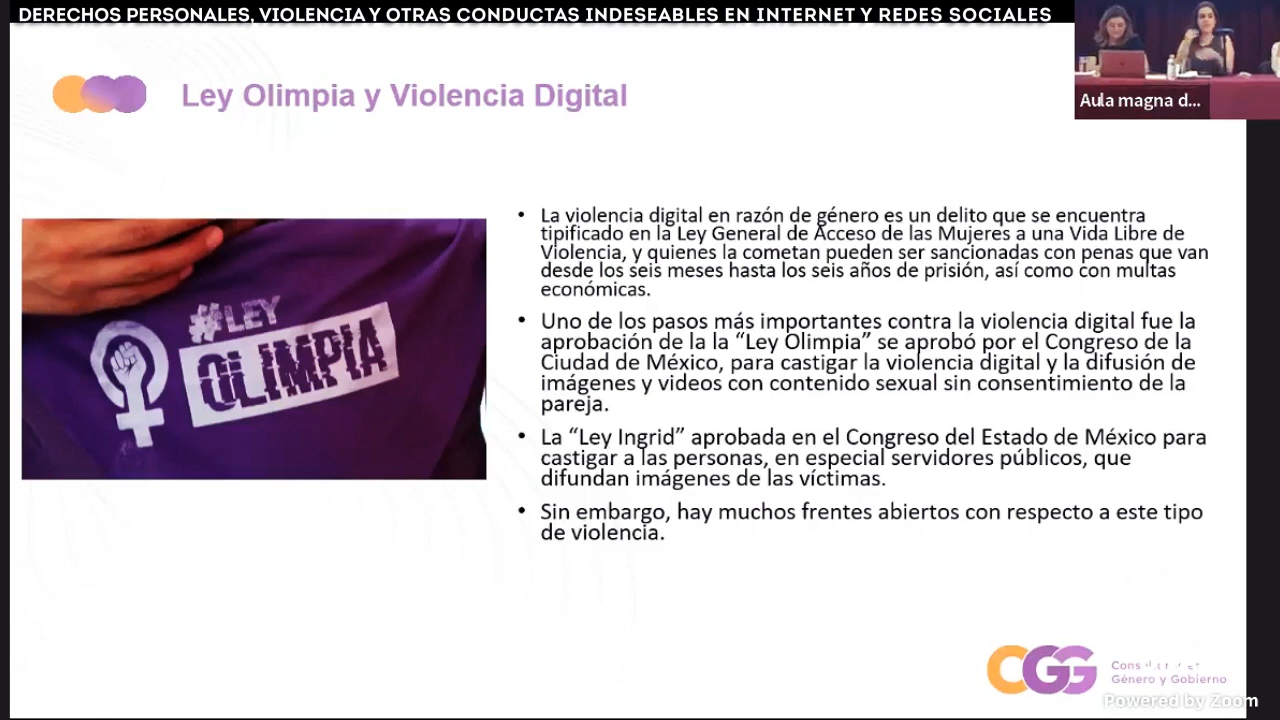 DERECHOS PERSONALES, VIOLENCIA Y OTRAS CONDUCTAS INDESEABLES EN INTERNET Y REDES SOCIALES
Aula magna d...
Ley Olimpia y Violencia Digital
#LEY
OLIMPIA
• La violencia digital en razón de género es un delito que se encuentra
tipificado en la Ley General de Acceso de las Mujeres a una Vida Libre de
Violencia, y quienes la cometan pueden ser sancionadas con penas que van
desde los seis meses hasta los seis años de prisión, así como con multas
económicas.
• Uno de los pasos más importantes contra la violencia digital fue la
aprobación de la la “Ley Olimpia” se aprobó por el Congreso de la
Ciudad de México, para castigar la violencia digital y la difusión de
imágenes y videos con contenido sexual sin consentimiento de la
pareja.
• La “Ley Ingrid” aprobada en el Congreso del Estado de México para
castigar a las personas, en especial servidores públicos, que
difundan imágenes de las víctimas.
• Sin embargo, hay muchos frentes abiertos con respecto a este tipo
de violencia.
CGG
Género y Gobierno
Powered by Zoom